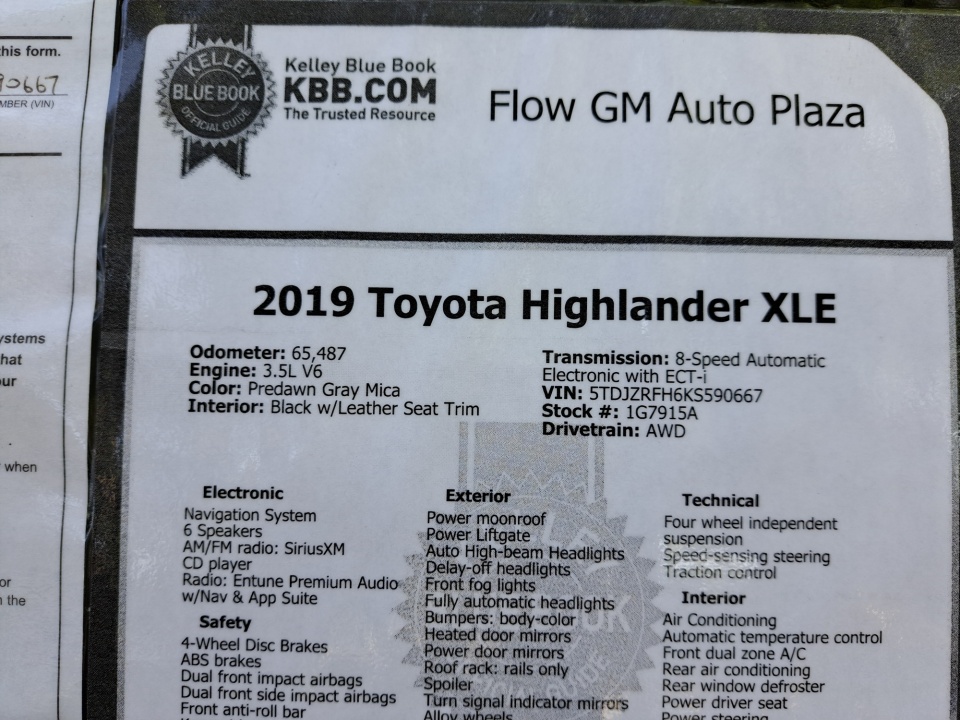 this form.
90667
MBER (VIN)
ystems
hat
our
when
or
n the
KELLEY
BLUE BOOK
OFFICIAL GUIDE
Kelley Blue Book
KBB.COM
The Trusted Resource
Flow GM Auto Plaza
2019 Toyota Highlander XLE
Odometer: 65,487
Engine: 3.5L V6
Color: Predawn Gray Mica
Interior: Black w/Leather Seat Trim
Transmission: 8-Speed Automatic
Electronic with ECT-i
VIN: 5TDJZRFH6KS590667
Stock #: 1G7915A
Drivetrain: AWD
Electronic
Navigation System
6 Speakers
AM/FM radio: SiriusXM
CD player
Radio: Entune Premium Audio
w/Nav & App Suite
Safety
4-Wheel Disc Brakes
ABS brakes
Dual front impact airbags
Dual front side impact airbags
Front anti-roll bar
Exterior
Power moonroof
Power Liftgate
Auto High-beam Headlights
Delay-off headlights
Front fog lights
Fully automatic headlights
Bumpers: body-color
Heated door mirrors
Power door mirrors
Roof rack: rails only
Spoiler
Turn signal indicator mirrors
Alloy wheels
Technical
Four wheel independent
suspension
Speed-sensing steering
Traction control
Interior
Air Conditioning
Automatic temperature control
Front dual zone A/C
Rear air conditioning
Rear window defroster
Power driver seat
Power steering